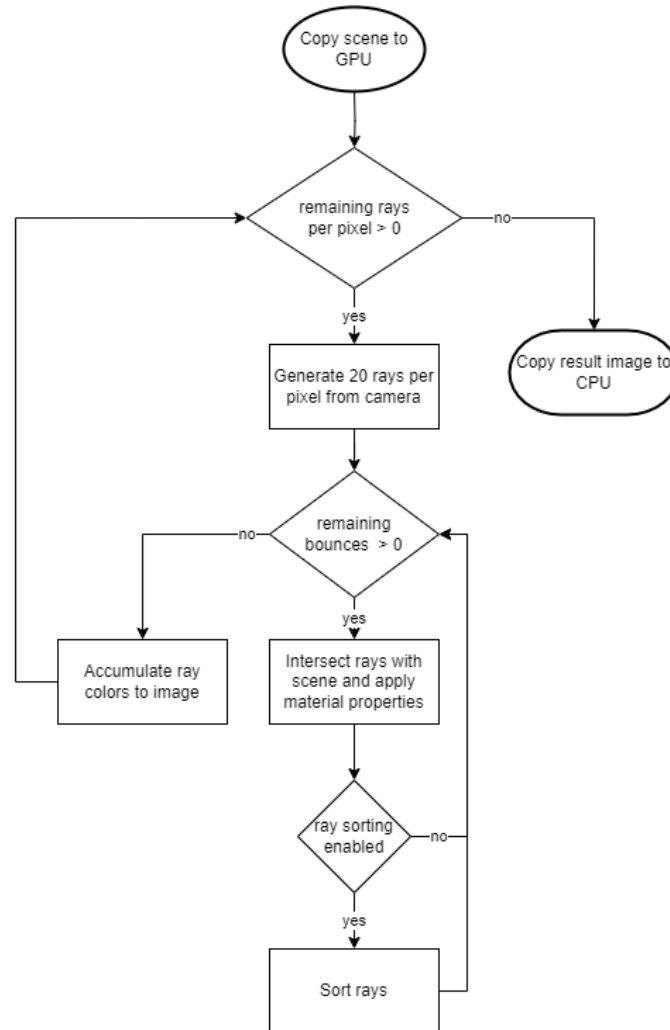 Copy scene to
GPU
remaining rays
per pixel > 0
no
yes
Copy result image to
CPU
Generate 20 rays per
pixel from camera
remaining
bounces > 0
no
yes
Accumulate ray
colors to image
Intersect rays with
scene and apply
material properties
ray sorting
enabled
no
yes
Sort rays